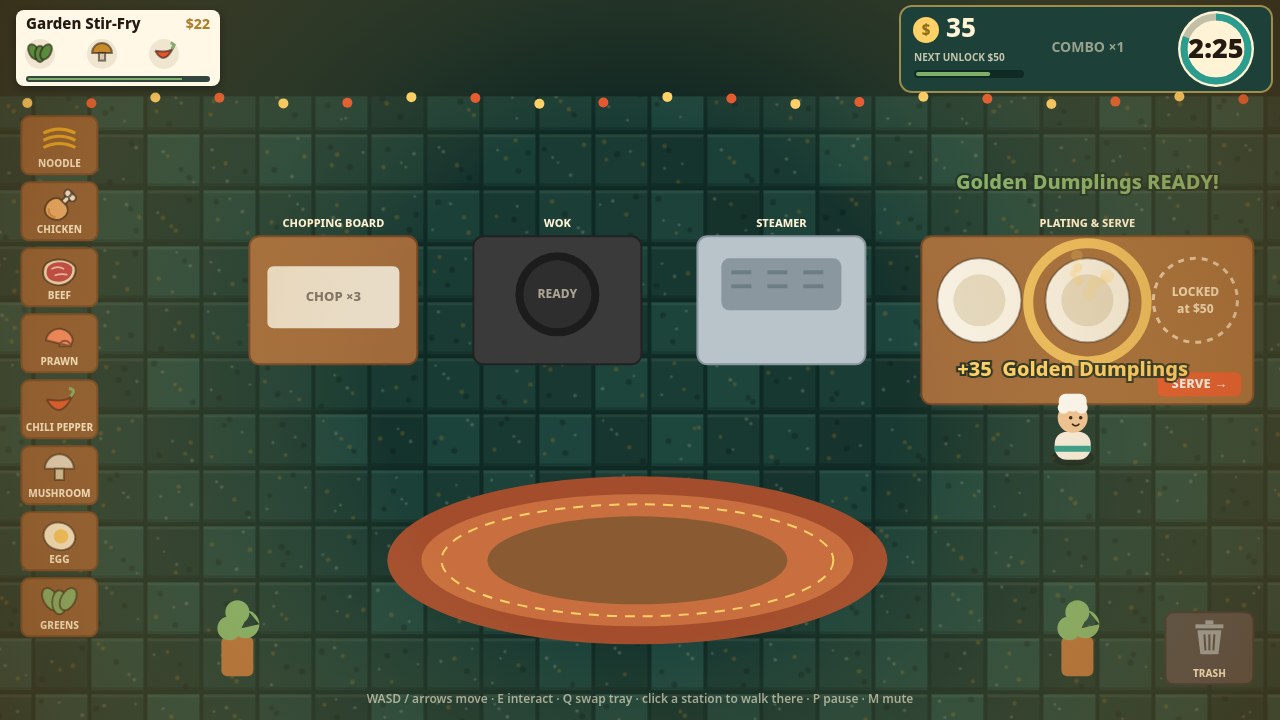 Garden Stir-Fry $22
$ 35
NEXT UNLOCK $50
COMBO ×1
2:25
NOODLE
CHICKEN
BEEF
PRAWN
CHILI PEPPER
MUSHROOM
EGG
GREENS
CHOPPING BOARD
CHOP ×3
WOK
READY
STEAMER
Golden Dumplings READY!
PLATING & SERVE
LOCKED
at $50
+35 Golden Dumplings
SERVE →
TRASH
WASD / arrows move · E interact · Q swap tray · click a station to walk there · P pause · M mute